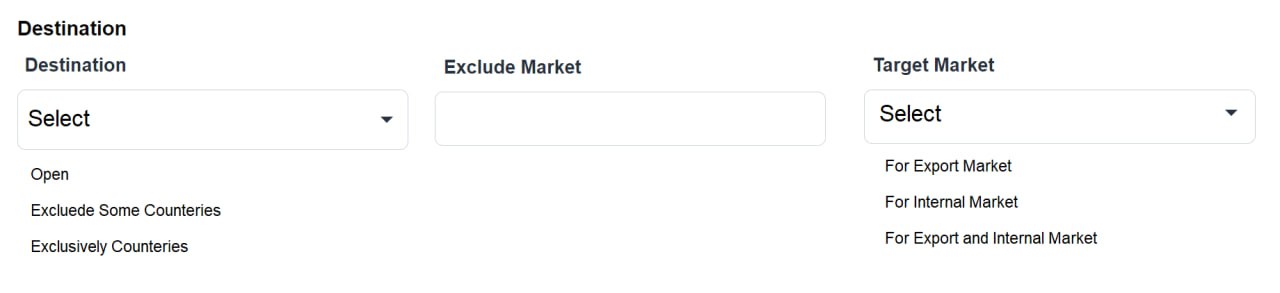 Destination
Destination
Exclude Market
Target Market
Select
Select
Open
Excluede Some Counteries
Exclusively Counteries
For Export Market
For Internal Market
For Export and Internal Market